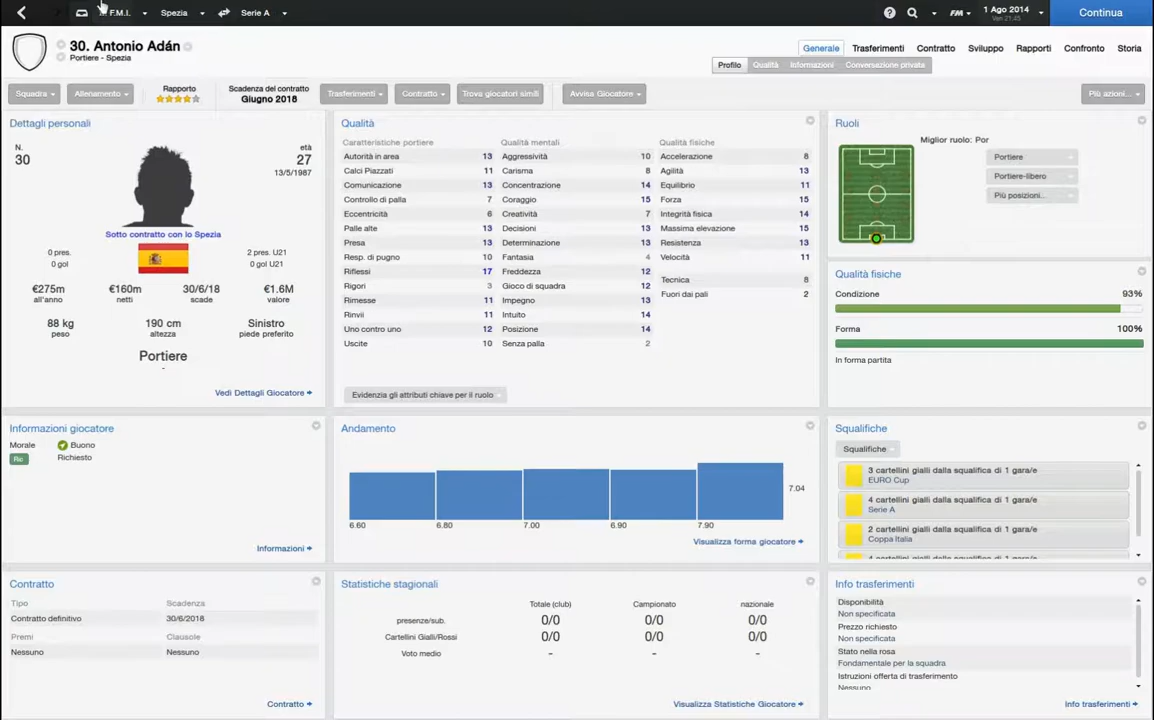 F.M.I.
Spezia
Serie A
FM
1 Ago 2014
Ven 21:45
Continua
30. Antonio Adán
Portiere - Spezia
Generale
Trasferimenti
Contratto
Sviluppo
Rapporti
Confronto
Storia
Profilo
Qualità
Informazioni
Conversazione privata
Squadra
Allenamento
Rapporto
Scadenza del contratto
Giugno 2018
Trasferimenti
Contratto
Trova giocatori simili
Avvisa Giocatore
Più azioni...
Dettagli personali
N.
30
età
27
13/5/1987
Sotto contratto con lo Spezia
0 pres.
0 gol
2 pres. U21
0 gol U21
€275m
all'anno
€160m
netti
30/6/18
scade
€1.6M
valore
88 kg
peso
190 cm
altezza
Sinistro
piede preferito
Portiere
-
Vedi Dettagli Giocatore
Qualità
Caratteristiche portiere
Autorità in area 13
Calci Piazzati 11
Comunicazione 13
Controllo di palla 7
Eccentricità 6
Palle alte 13
Presa 13
Resp. di pugno 10
Riflessi 17
Rigori 3
Rimesse 11
Rinvii 11
Uno contro uno 12
Uscite 10
Qualità mentali
Aggressività 10
Carisma 8
Concentrazione 14
Coraggio 15
Creatività 7
Decisioni 13
Determinazione 13
Fantasia 4
Freddezza 12
Gioco di squadra 12
Impegno 13
Intuito 14
Posizione 14
Senza palla 2
Qualità fisiche
Accelerazione 8
Agilità 13
Equilibrio 11
Forza 15
Integrità fisica 14
Massima elevazione 15
Resistenza 13
Velocità 11
Tecnica 8
Fuori dai pali 2
Evidenzia gli attributi chiave per il ruolo
Ruoli
Miglior ruolo: Por
Portiere
Portiere-libero
Più posizioni...
Qualità fisiche
Condizione 93%
Forma 100%
In forma partita
Informazioni giocatore
Morale Buono
Ric Richiesto
Informazioni
Andamento
7.04
6.60 6.80 7.00 6.90 7.90
Visualizza forma giocatore
Squalifiche
Squalifiche
3 cartellini gialli dalla squalifica di 1 gara/e
EURO Cup
4 cartellini gialli dalla squalifica di 1 gara/e
Serie A
2 cartellini gialli dalla squalifica di 1 gara/e
Coppa Italia
4 cartellini gialli dalla squalifica di 1 gara/e
Contratto
Tipo Scadenza
Contratto definitivo 30/6/2018
Premi Clausole
Nessuno Nessuno
Contratto
Statistiche stagionali
Totale (club) Campionato nazionale
presenze/sub. 0/0 0/0 0/0
Cartellini Gialli/Rossi 0/0 0/0 0/0
Voto medio - - -
Visualizza Statistiche Giocatore
Info trasferimenti
Disponibilità
Non specificata
Prezzo richiesto
Non specificata
Stato nella rosa
Fondamentale per la squadra
Istruzioni offerta di trasferimento
Nessuno
Info trasferimenti